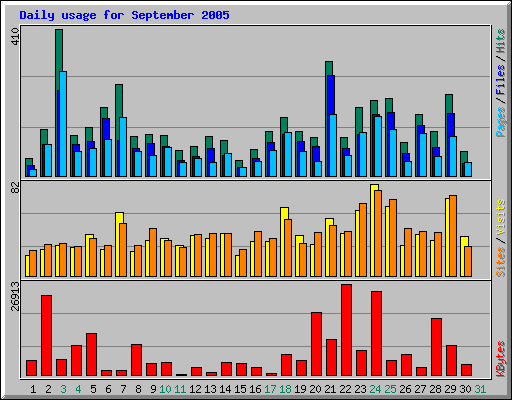 Daily usage for September 2005
410
Pages / Files / Hits
82
Sites / Visits
26913
KBytes
1 2 3 4 5 6 7 8 9 10 11 12 13 14 15 16 17 18 19 20 21 22 23 24 25 26 27 28 29 30 31